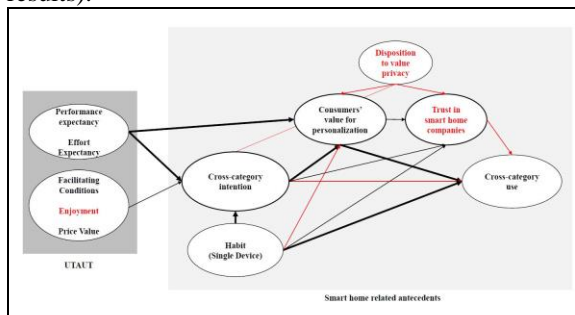 results).
Disposition
to value
privacy
Performance
expectancy
Effort
Expectancy
Consumers'
value for
personalization
Trust in
smart home
companies
Facilitating
Conditions
Enjoyment
Price Value
Cross-category
intention
Cross-category
use
Habit
(Single Device)
UTAUT
Smart home related antecedents